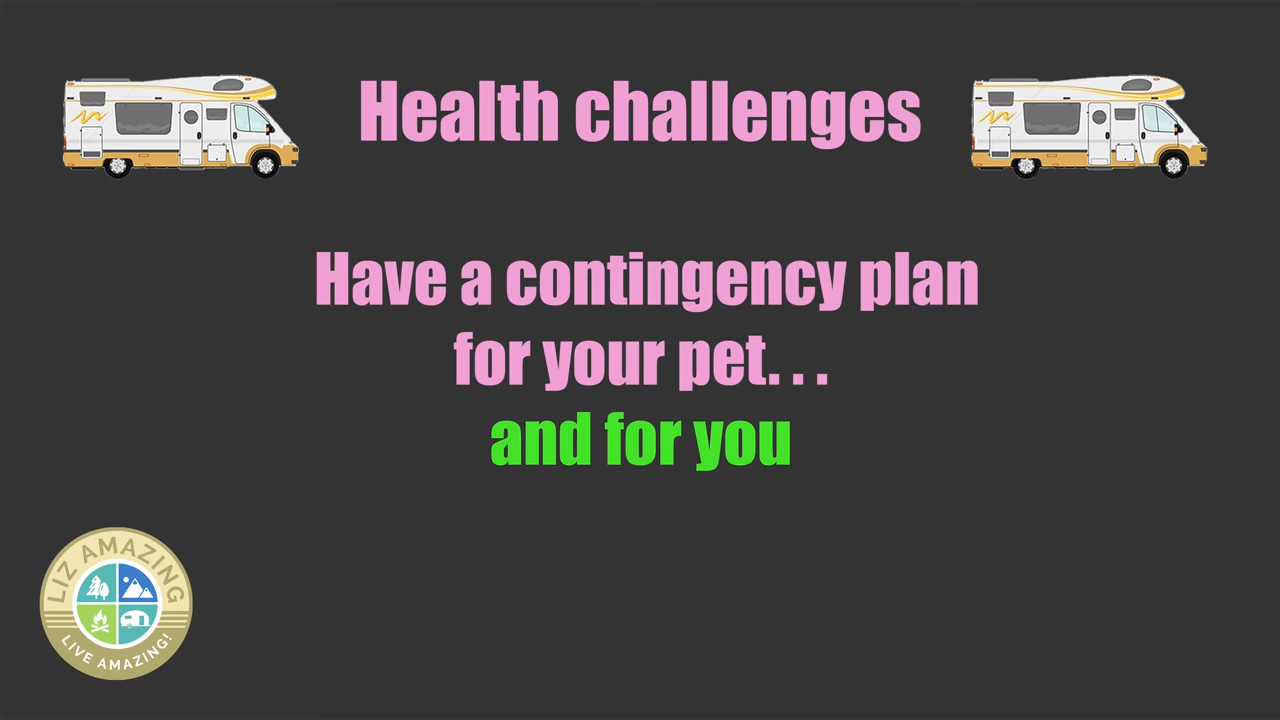 Health challenges
Have a contingency plan
for your pet. . .
and for you
LIZ AMAZING
LIVE AMAZING!